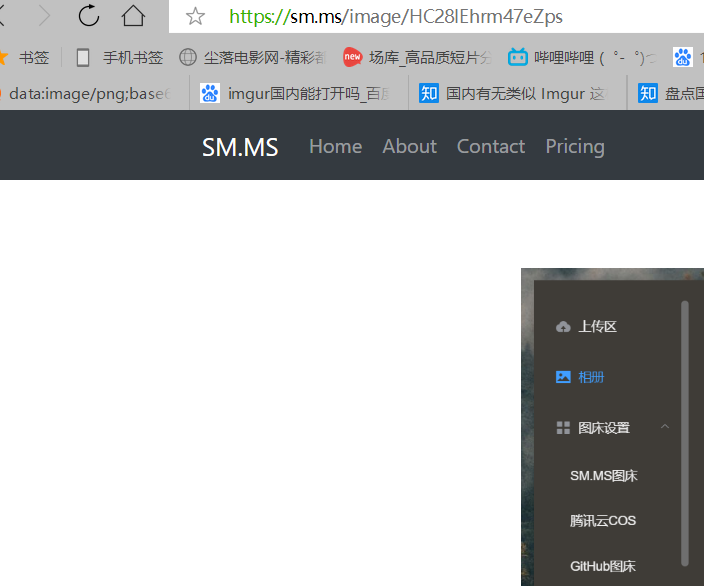 https://sm.ms/image/HC28IEhrm47eZps
书签 手机书签 尘落电影网-精彩 new 场库_高品质短片 哔哩哔哩 ( ゜- ゜)つ
data:image/png;base6 imgur国内能打开吗_百 知 国内有无类似 Imgur 这 知 盘点国
SM.MS Home About Contact Pricing
上传区
相册
图床设置
SM.MS图床
腾讯云COS
GitHub图床